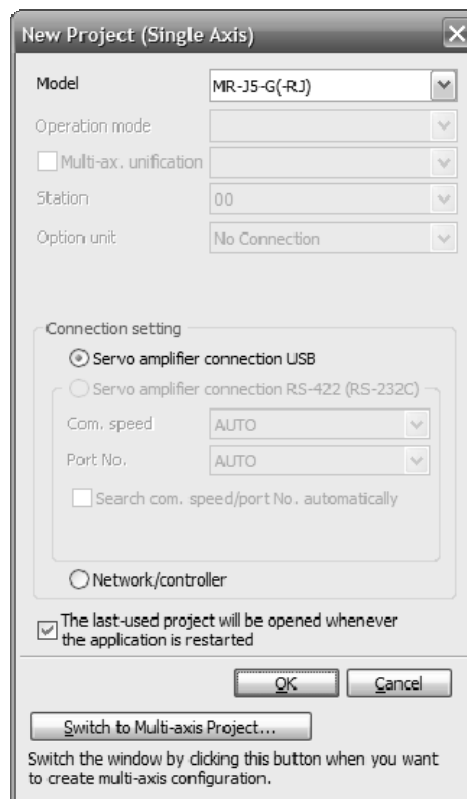 New Project (Single Axis)
Model MR-J5-G(-RJ)
Operation mode
Multi-ax. unification
Station 00
Option unit No Connection
Connection setting
Servo amplifier connection USB
Servo amplifier connection RS-422 (RS-232C)
Com. speed AUTO
Port No. AUTO
Search com. speed/port No. automatically
Network/controller
The last-used project will be opened whenever
the application is restarted
OK Cancel
Switch to Multi-axis Project...
Switch the window by clicking this button when you want
to create multi-axis configuration.